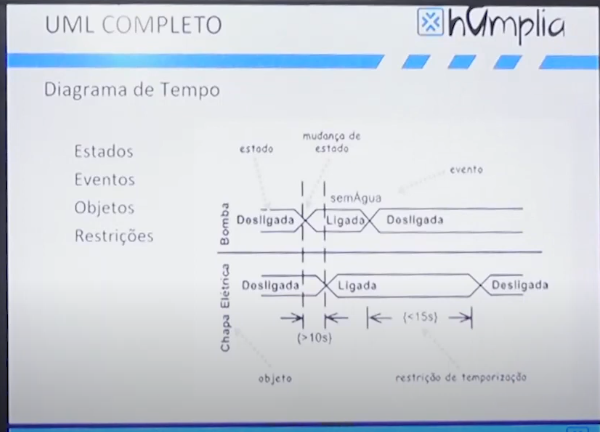 UML COMPLETO
humplia
Diagrama de Tempo
Estados
Eventos
Objetos
Restrições
estado
mudança de
estado
evento
semÁgua
Bomba
Desligada
Ligada
Desligada
Chapa Elétrica
Desligada
Ligada
Desligada
(>10s)
(<15s)
objeto
restrição de temporização